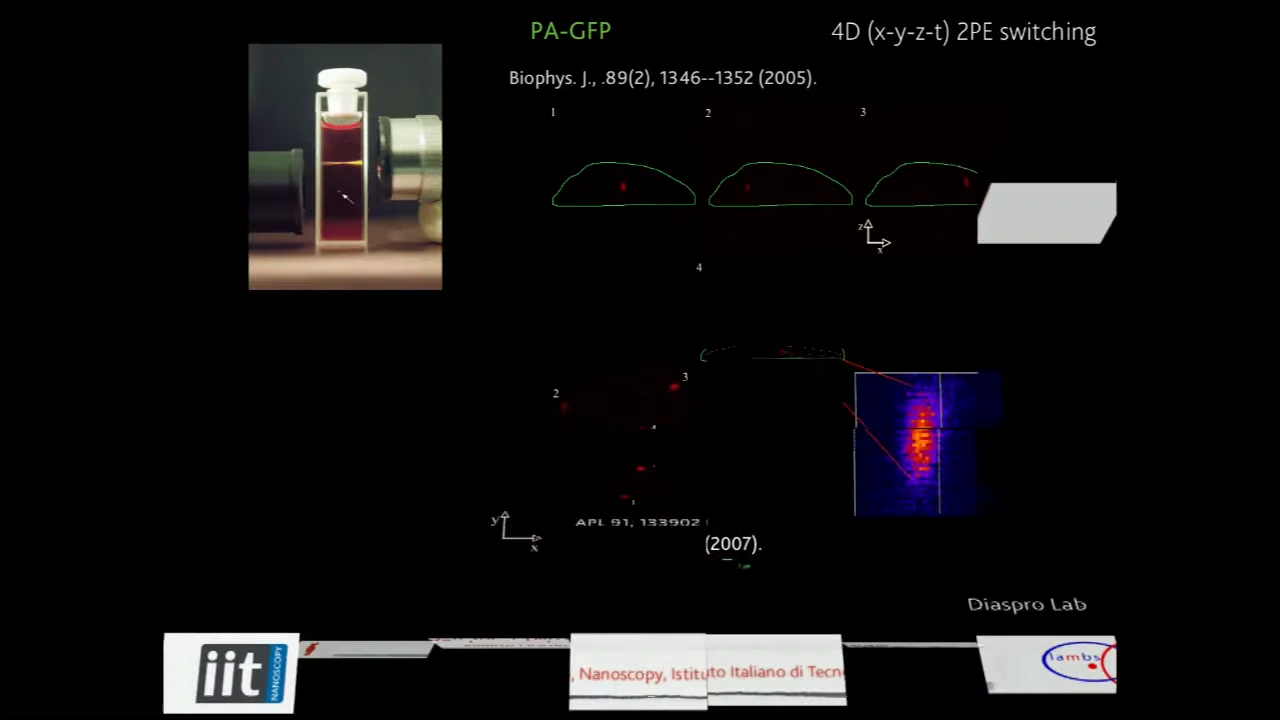 PA-GFP
4D (x-y-z-t) 2PE switching
Biophys. J., .89(2), 1346--1352 (2005).
1
2
3
z
x
4
3
2
1
y
x
APL 91, 133902
(2007).
Diaspro Lab
iit
NANOSCOPY
, Nanoscopy, Istituto Italiano di Tecn
lambs